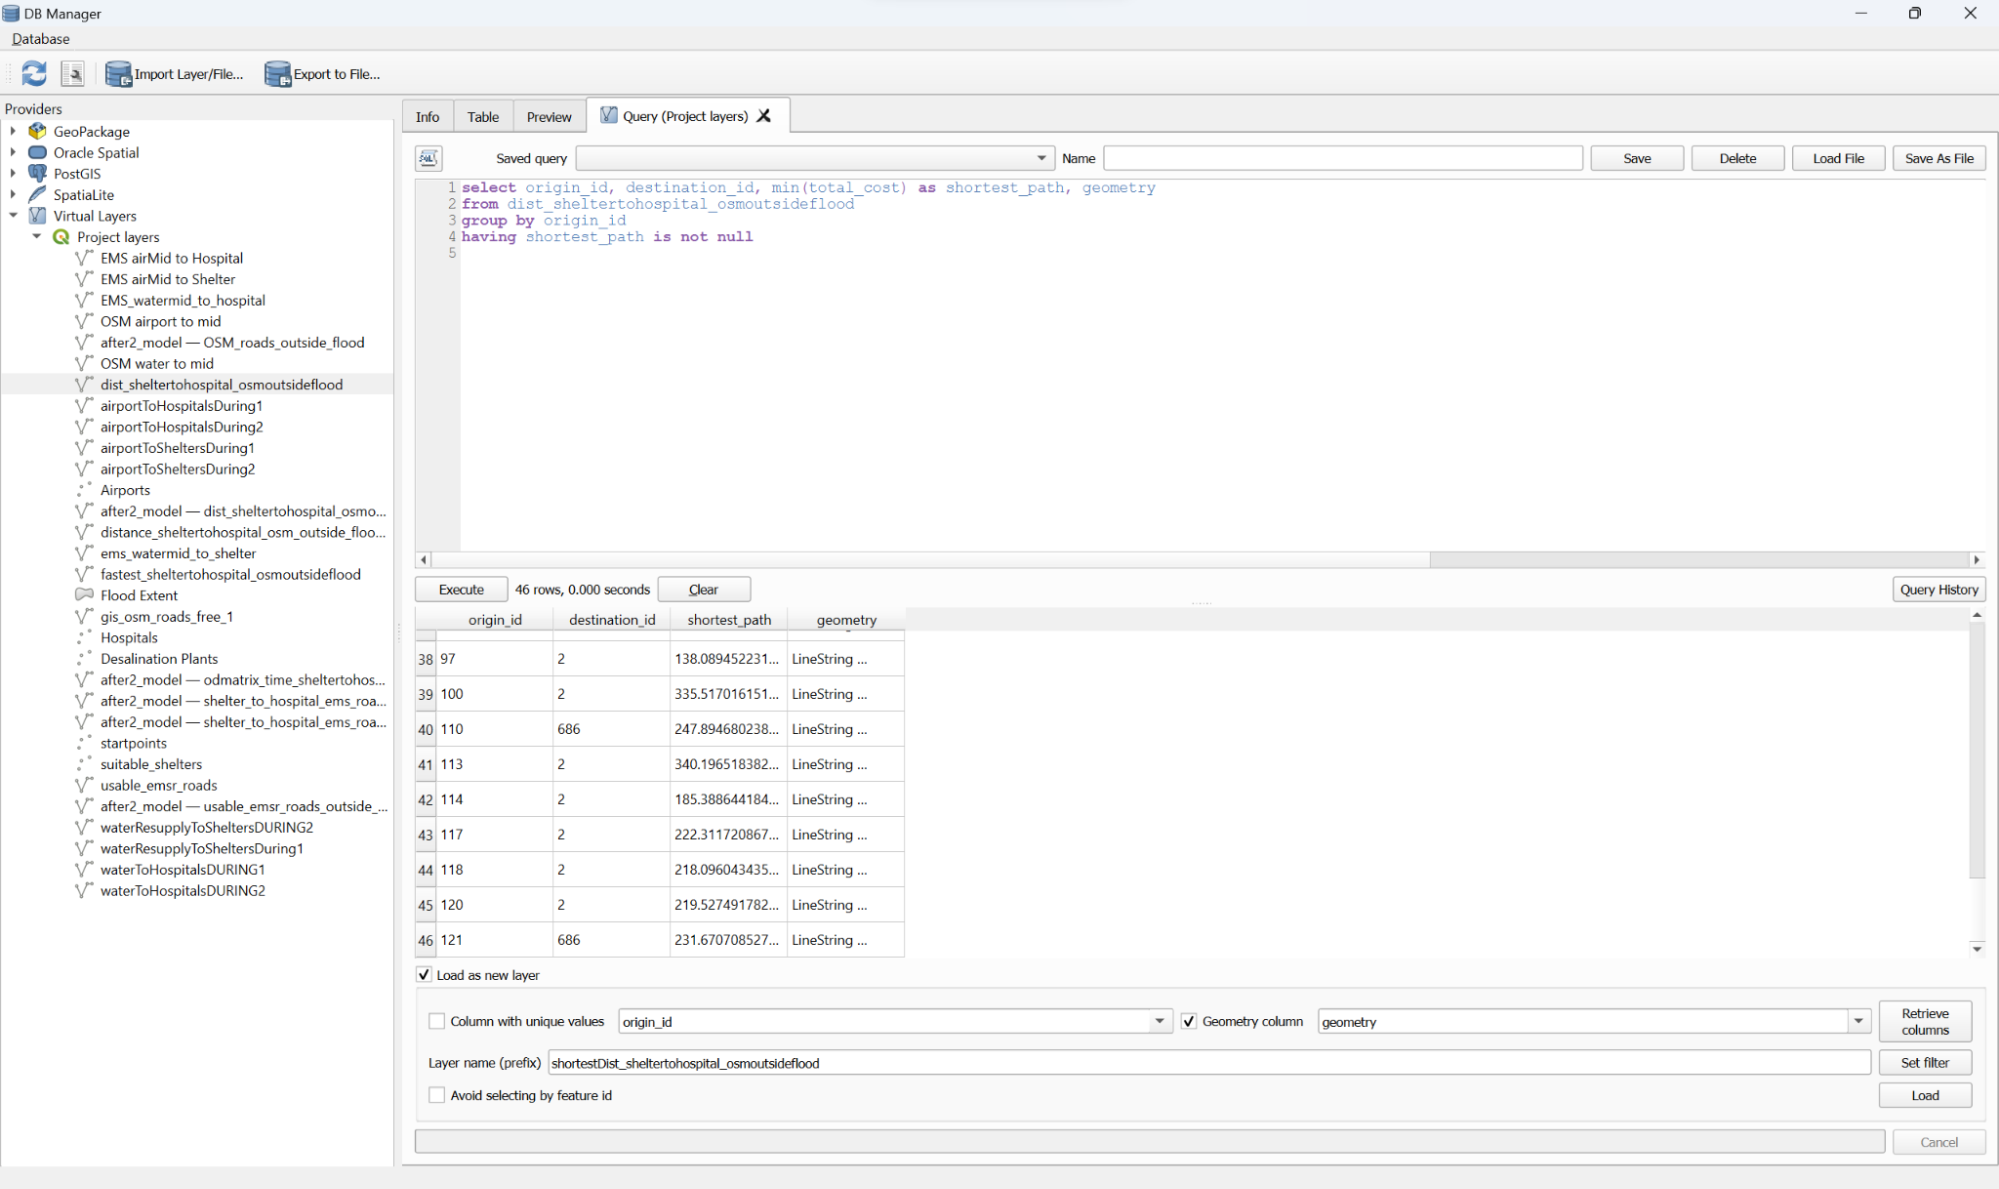 DB Manager
Database
Import Layer/File... Export to File...
Providers
GeoPackage
Oracle Spatial
PostGIS
SpatiaLite
Virtual Layers
Project layers
EMS airMid to Hospital
EMS airMid to Shelter
EMS_watermid_to_hospital
OSM airport to mid
after2_model — OSM_roads_outside_flood
OSM water to mid
dist_sheltertohospital_osmoutsideflood
airportToHospitalsDuring1
airportToHospitalsDuring2
airportToSheltersDuring1
airportToSheltersDuring2
Airports
after2_model — dist_sheltertohospital_osmo...
distance_sheltertohospital_osm_outside_floo...
ems_watermid_to_shelter
fastest_sheltertohospital_osmoutsideflood
Flood Extent
gis_osm_roads_free_1
Hospitals
Desalination Plants
after2_model — odmatrix_time_sheltertohos...
after2_model — shelter_to_hospital_ems_roa...
after2_model — shelter_to_hospital_ems_roa...
startpoints
suitable_shelters
usable_emsr_roads
after2_model — usable_emsr_roads_outside_...
waterResupplyToSheltersDURING2
waterResupplyToSheltersDuring1
waterToHospitalsDURING1
waterToHospitalsDURING2
Info Table Preview Query (Project layers)
SQL Saved query Name Save Delete Load File Save As File
1 select origin_id, destination_id, min(total_cost) as shortest_path, geometry
2 from dist_sheltertohospital_osmoutsideflood
3 group by origin_id
4 having shortest_path is not null
5
Execute 46 rows, 0.000 seconds Clear Query History
origin_id destination_id shortest_path geometry
38 97 2 138.089452231... LineString ...
39 100 2 335.517016151... LineString ...
40 110 686 247.894680238... LineString ...
41 113 2 340.196518382... LineString ...
42 114 2 185.388644184... LineString ...
43 117 2 222.311720867... LineString ...
44 118 2 218.096043435... LineString ...
45 120 2 219.527491782... LineString ...
46 121 686 231.670708527... LineString ...
Load as new layer
Column with unique values origin_id Geometry column geometry Retrieve columns
Layer name (prefix) shortestDist_sheltertohospital_osmoutsideflood Set filter
Avoid selecting by feature id Load
Cancel